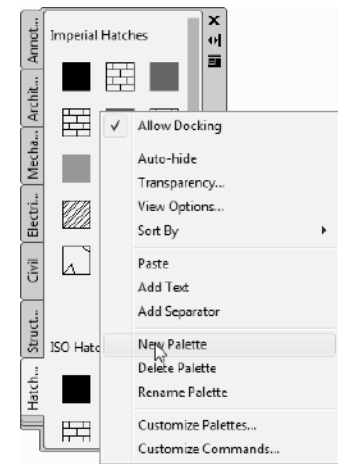 Annot...
Archit...
Mecha...
Electri...
Civil
Struct...
Hatch...
Imperial Hatches
ISO Hatc
Allow Docking
Auto-hide
Transparency...
View Options...
Sort By
Paste
Add Text
Add Separator
New Palette
Delete Palette
Rename Palette
Customize Palettes...
Customize Commands...